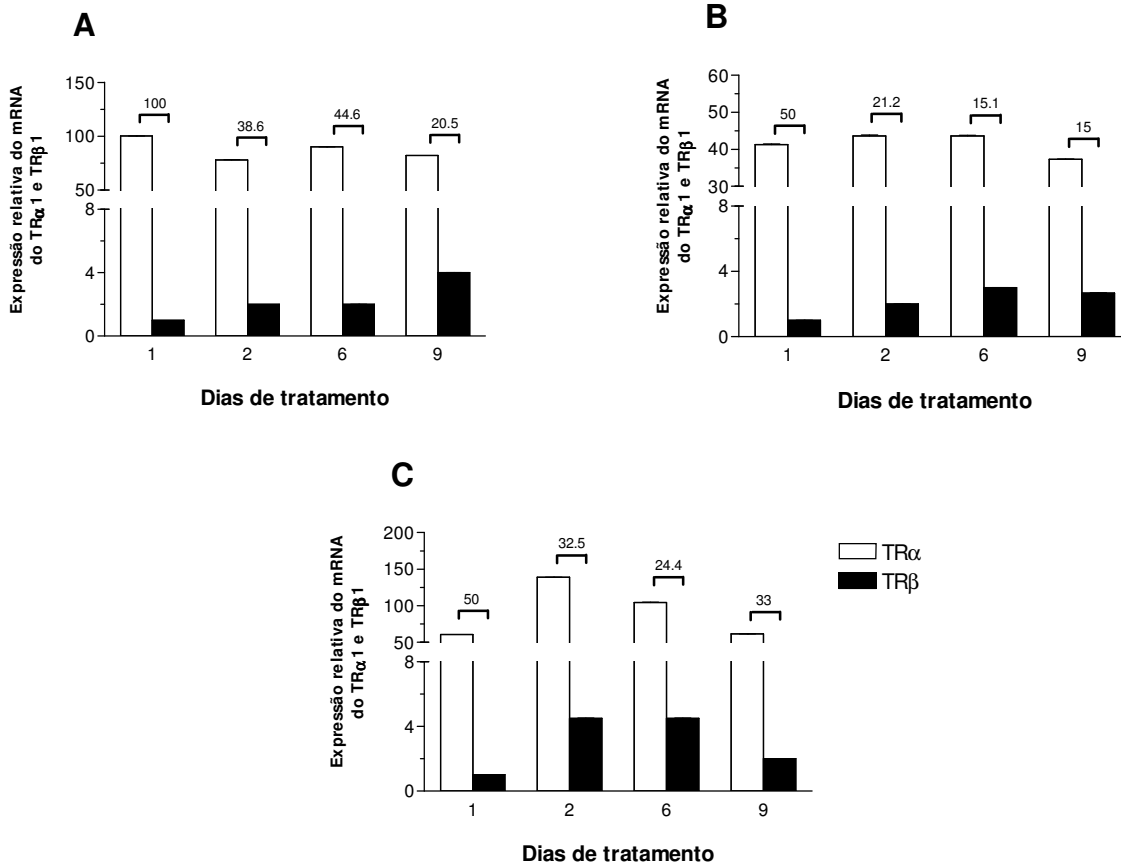 A
Expressão relativa do mRNA
do TRα1 e TRβ1
150
100
50
8
4
0
100
38.6
44.6
20.5
1 2 6 9
Dias de tratamento
B
Expressão relativa do mRNA
do TRα1 e TRβ1
60
50
40
30
8
4
0
50
21.2
15.1
15
1 2 6 9
Dias de tratamento
C
Expressão relativa do mRNA
do TRα1 e TRβ1
200
150
100
50
8
4
0
50
32.5
24.4
33
1 2 6 9
Dias de tratamento
TRα
TRβ